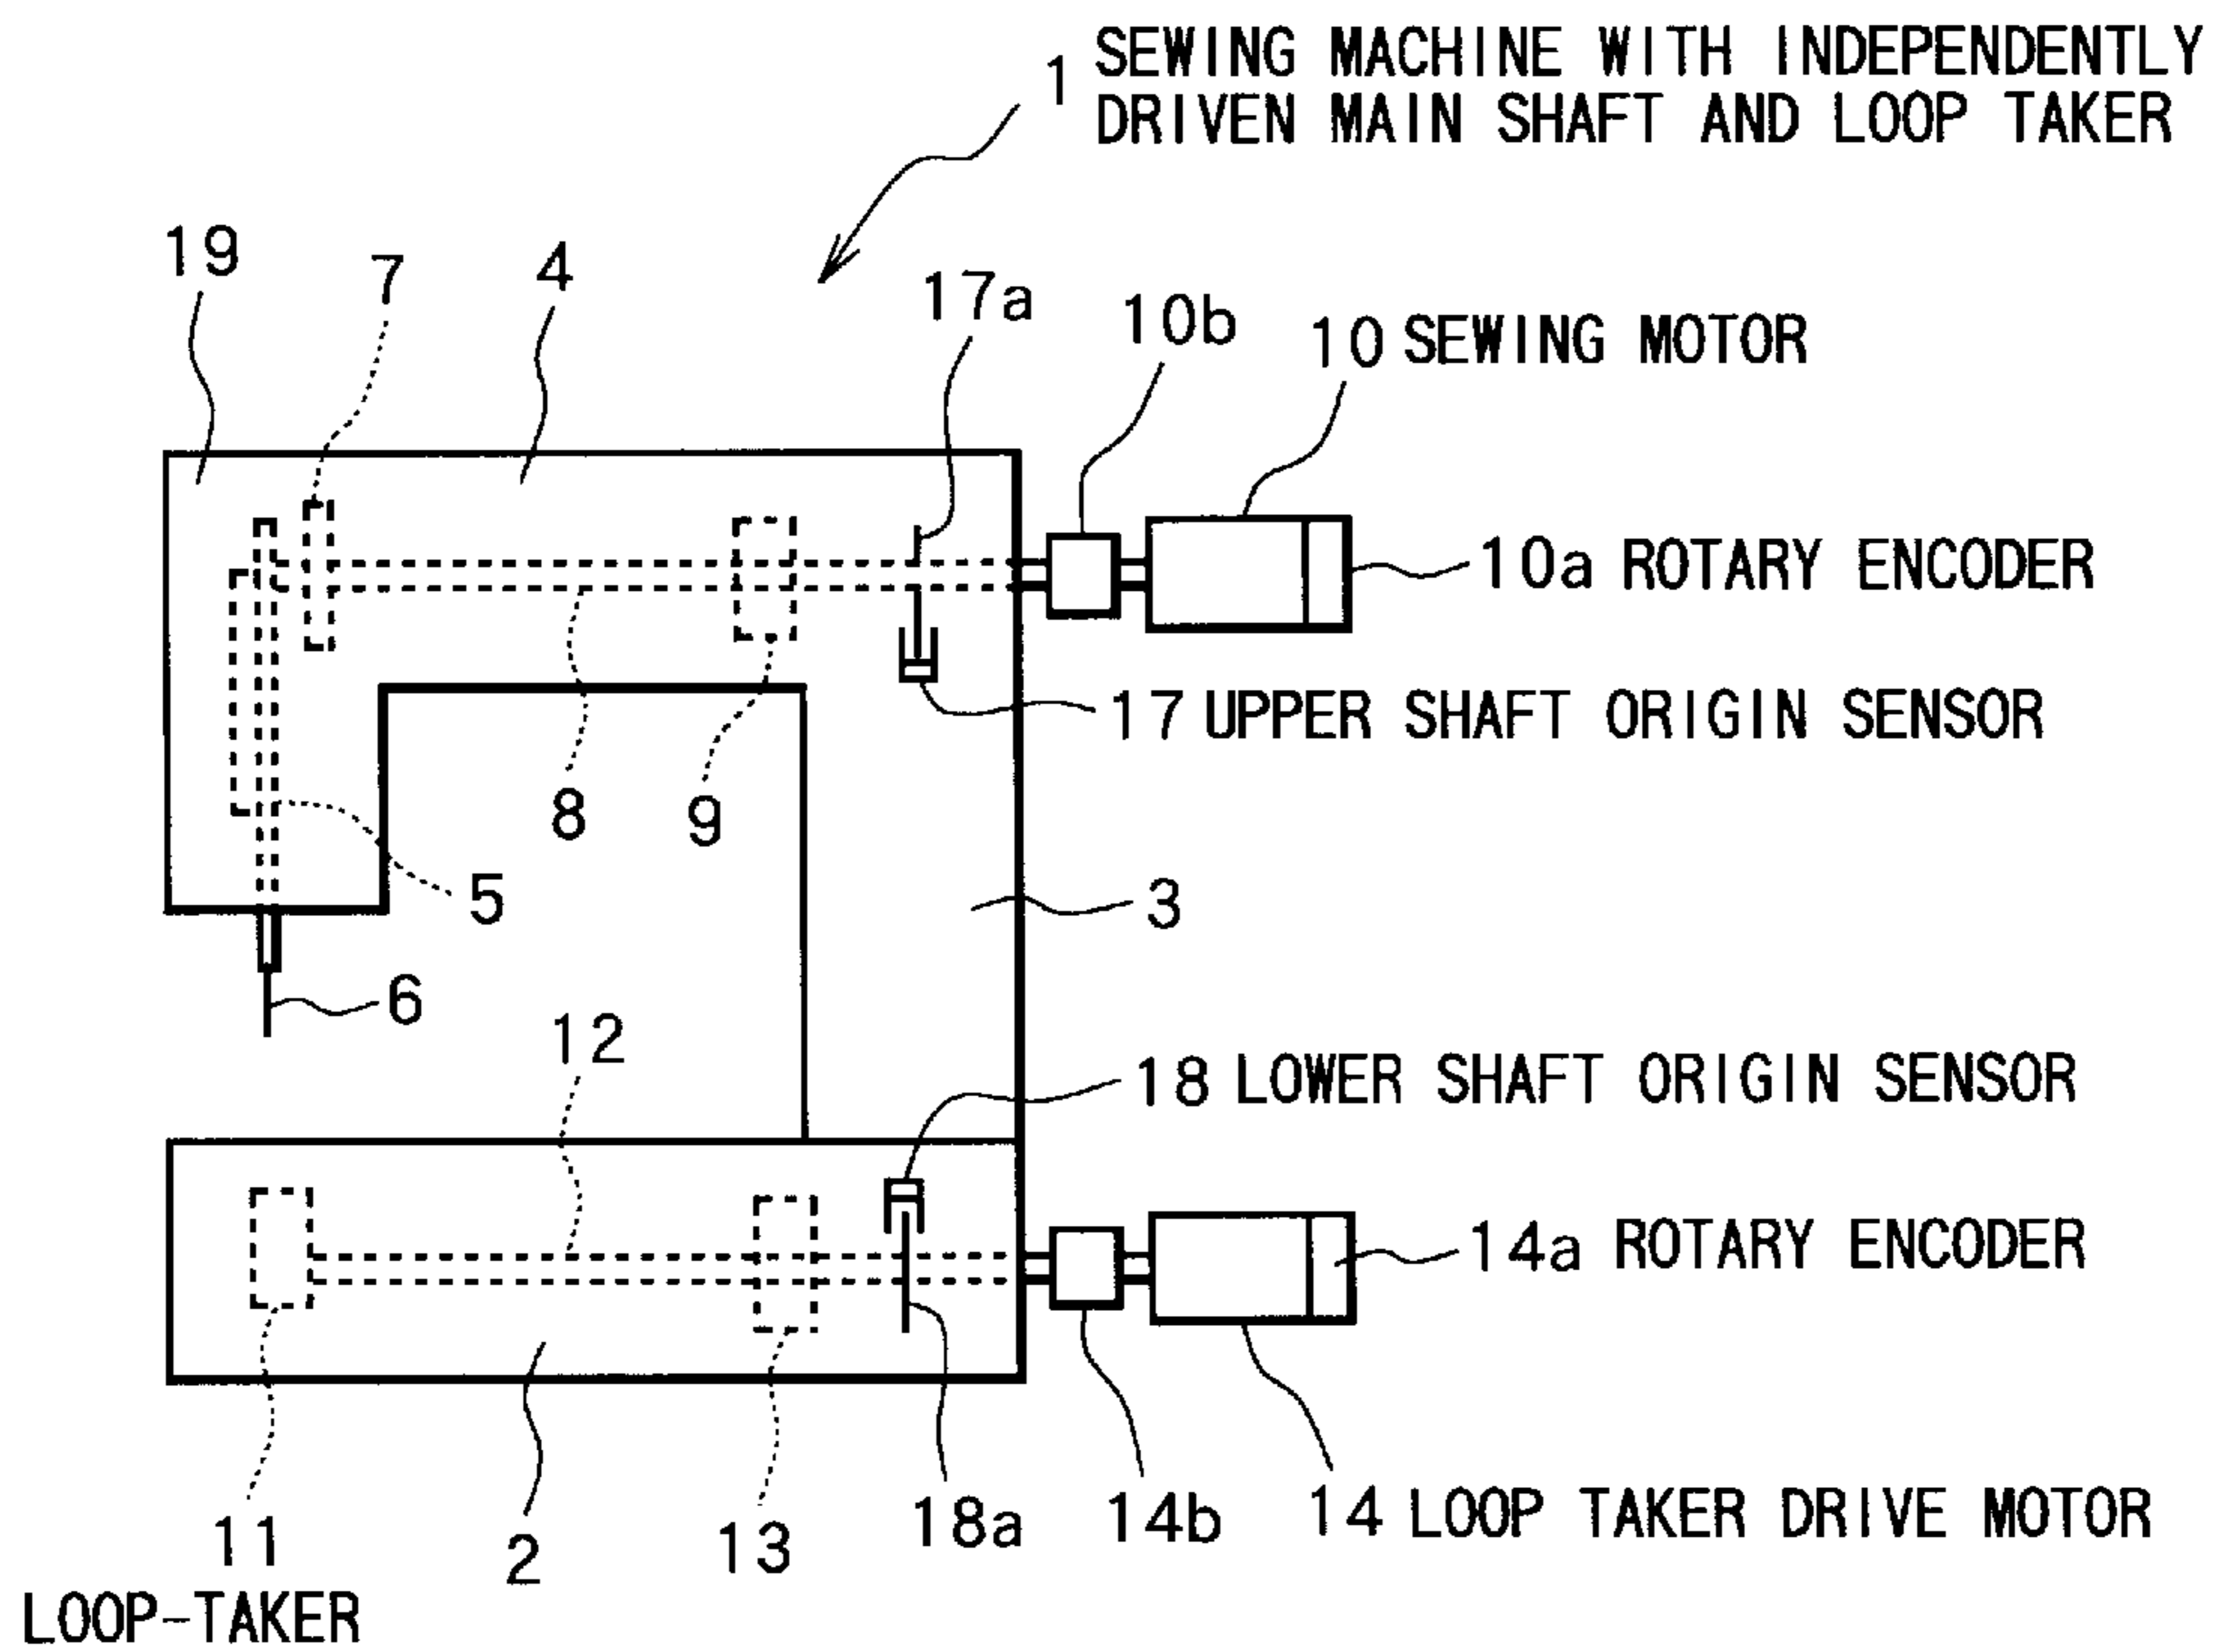 1 SEWING MACHINE WITH INDEPENDENTLY
DRIVEN MAIN SHAFT AND LOOP TAKER
19
7
4
17a
10b
10 SEWING MOTOR
10a ROTARY ENCODER
17 UPPER SHAFT ORIGIN SENSOR
8
9
5
3
6
12
18 LOWER SHAFT ORIGIN SENSOR
14a ROTARY ENCODER
11
LOOP-TAKER
2
13
18a
14b
14 LOOP TAKER DRIVE MOTOR